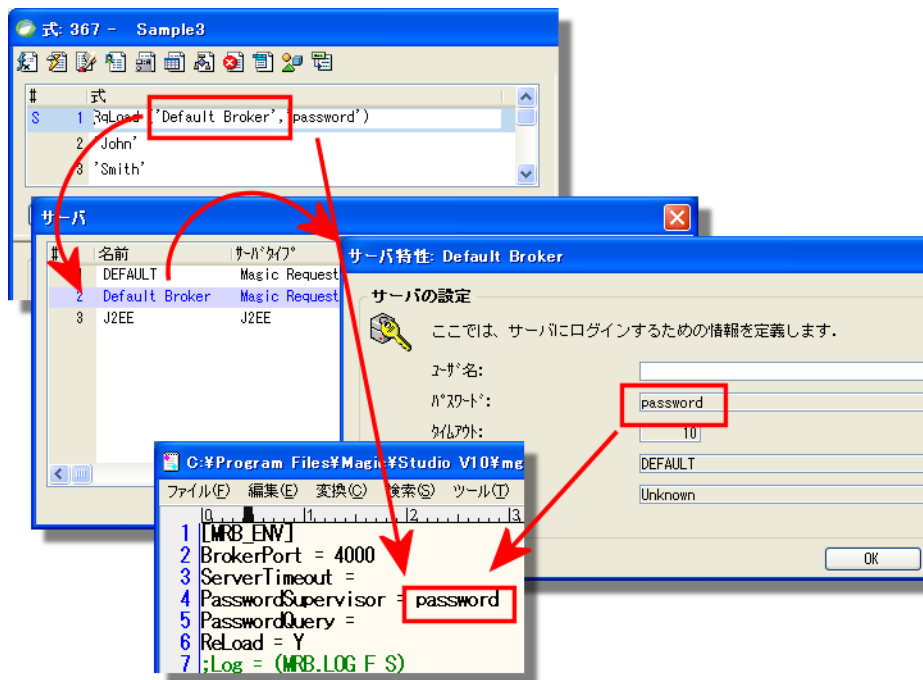 式: 367 - Sample3
# 式
S 1 RqLoad ('Default Broker','password')
2 'John'
3 'Smith'
サーバ
# 名前 ｻｰﾊﾞﾀｲﾌﾟ
1 DEFAULT Magic Request
2 Default Broker Magic Request
3 J2EE J2EE
サーバ特性: Default Broker
サーバの設定
ここでは、サーバにログインするための情報を定義します.
ﾕｰｻﾞ名:
ﾊﾟｽﾜｰﾄﾞ: password
ﾀｲﾑｱｳﾄ: 10
DEFAULT
Unknown
OK
C:¥Program Files¥Magic¥Studio V10¥mg
ファイル(F) 編集(E) 変換(C) 検索(S) ツール(T)
0 1 2 3
1 [MRB_ENV]
2 BrokerPort = 4000
3 ServerTimeout =
4 PasswordSupervisor = password
5 PasswordQuery =
6 ReLoad = Y
7 ;Log = (MRB.LOG F S)